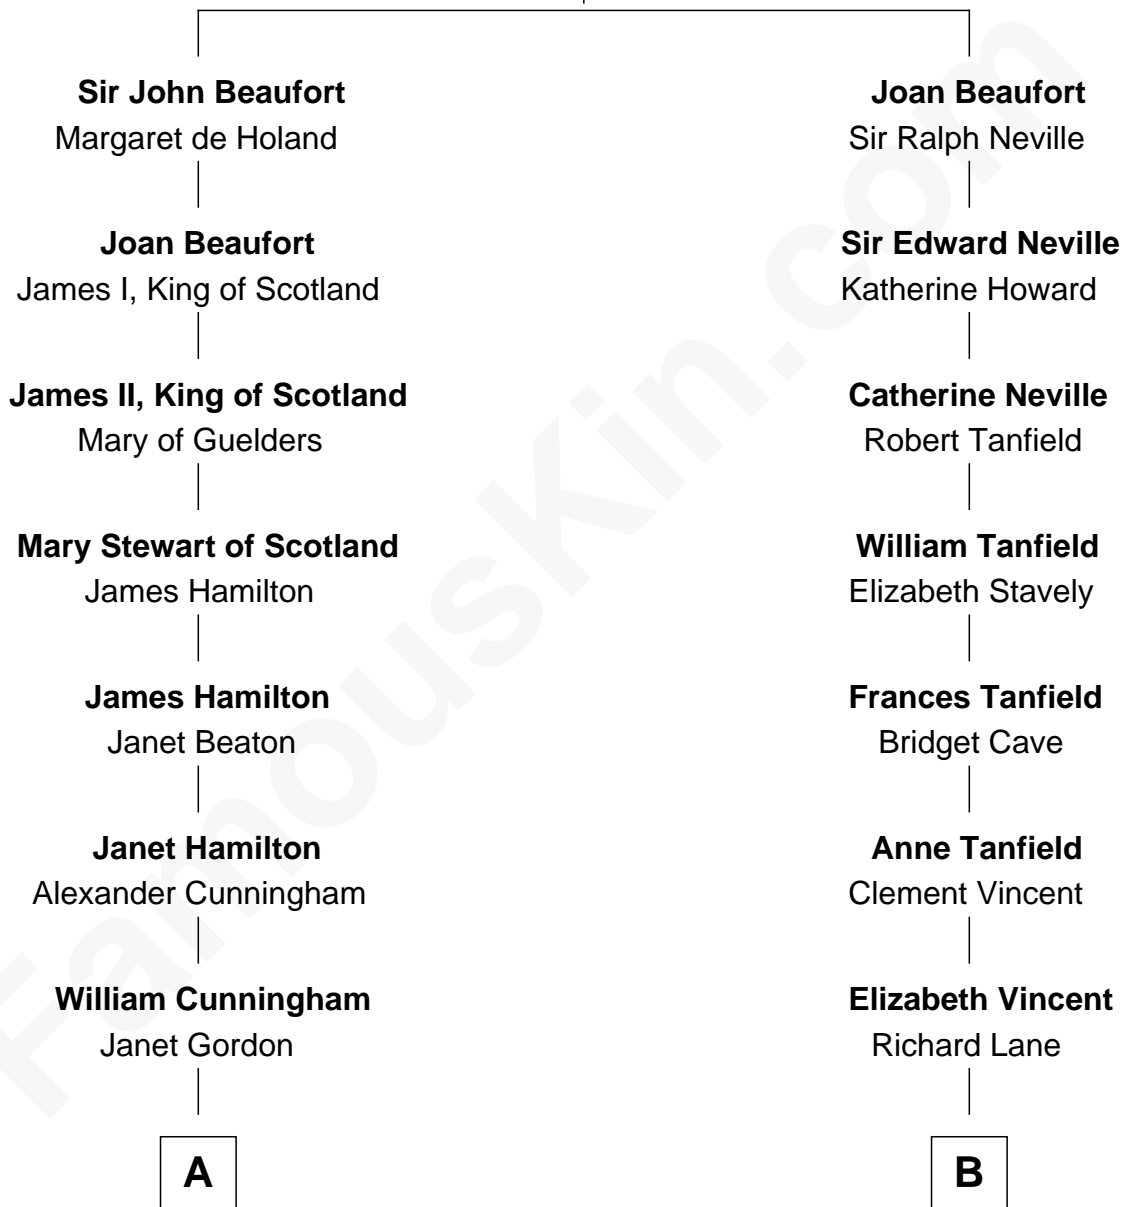 Sir John Beaufort
Margaret de Holand
Joan Beaufort
James I, King of Scotland
James II, King of Scotland
Mary of Guelders
Mary Stewart of Scotland
James Hamilton
James Hamilton
Janet Beaton
Janet Hamilton
Alexander Cunningham
William Cunningham
Janet Gordon
A
Joan Beaufort
Sir Ralph Neville
Sir Edward Neville
Katherine Howard
Catherine Neville
Robert Tanfield
William Tanfield
Elizabeth Stavely
Frances Tanfield
Bridget Cave
Anne Tanfield
Clement Vincent
Elizabeth Vincent
Richard Lane
B
FamousKin.com